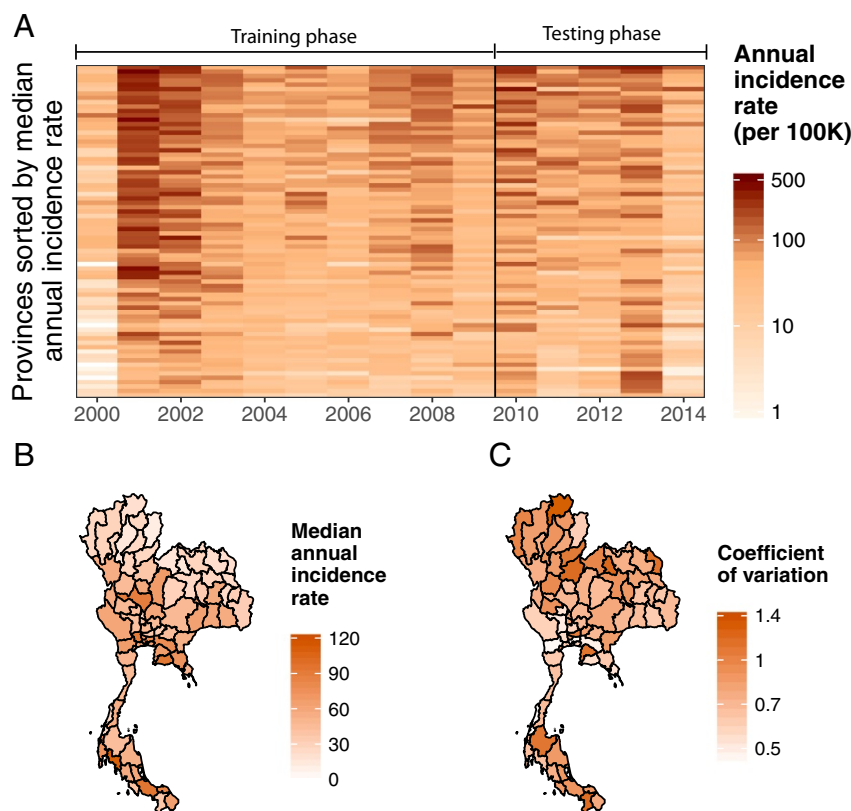 A
Training phase
Testing phase
Provinces sorted by median
annual incidence rate
2000
2002
2004
2006
2008
2010
2012
2014
Annual
incidence
rate
(per 100K)
500
100
10
1
B
Median
annual
incidence
rate
120
90
60
30
0
C
Coefficient
of variation
1.4
1
0.7
0.5